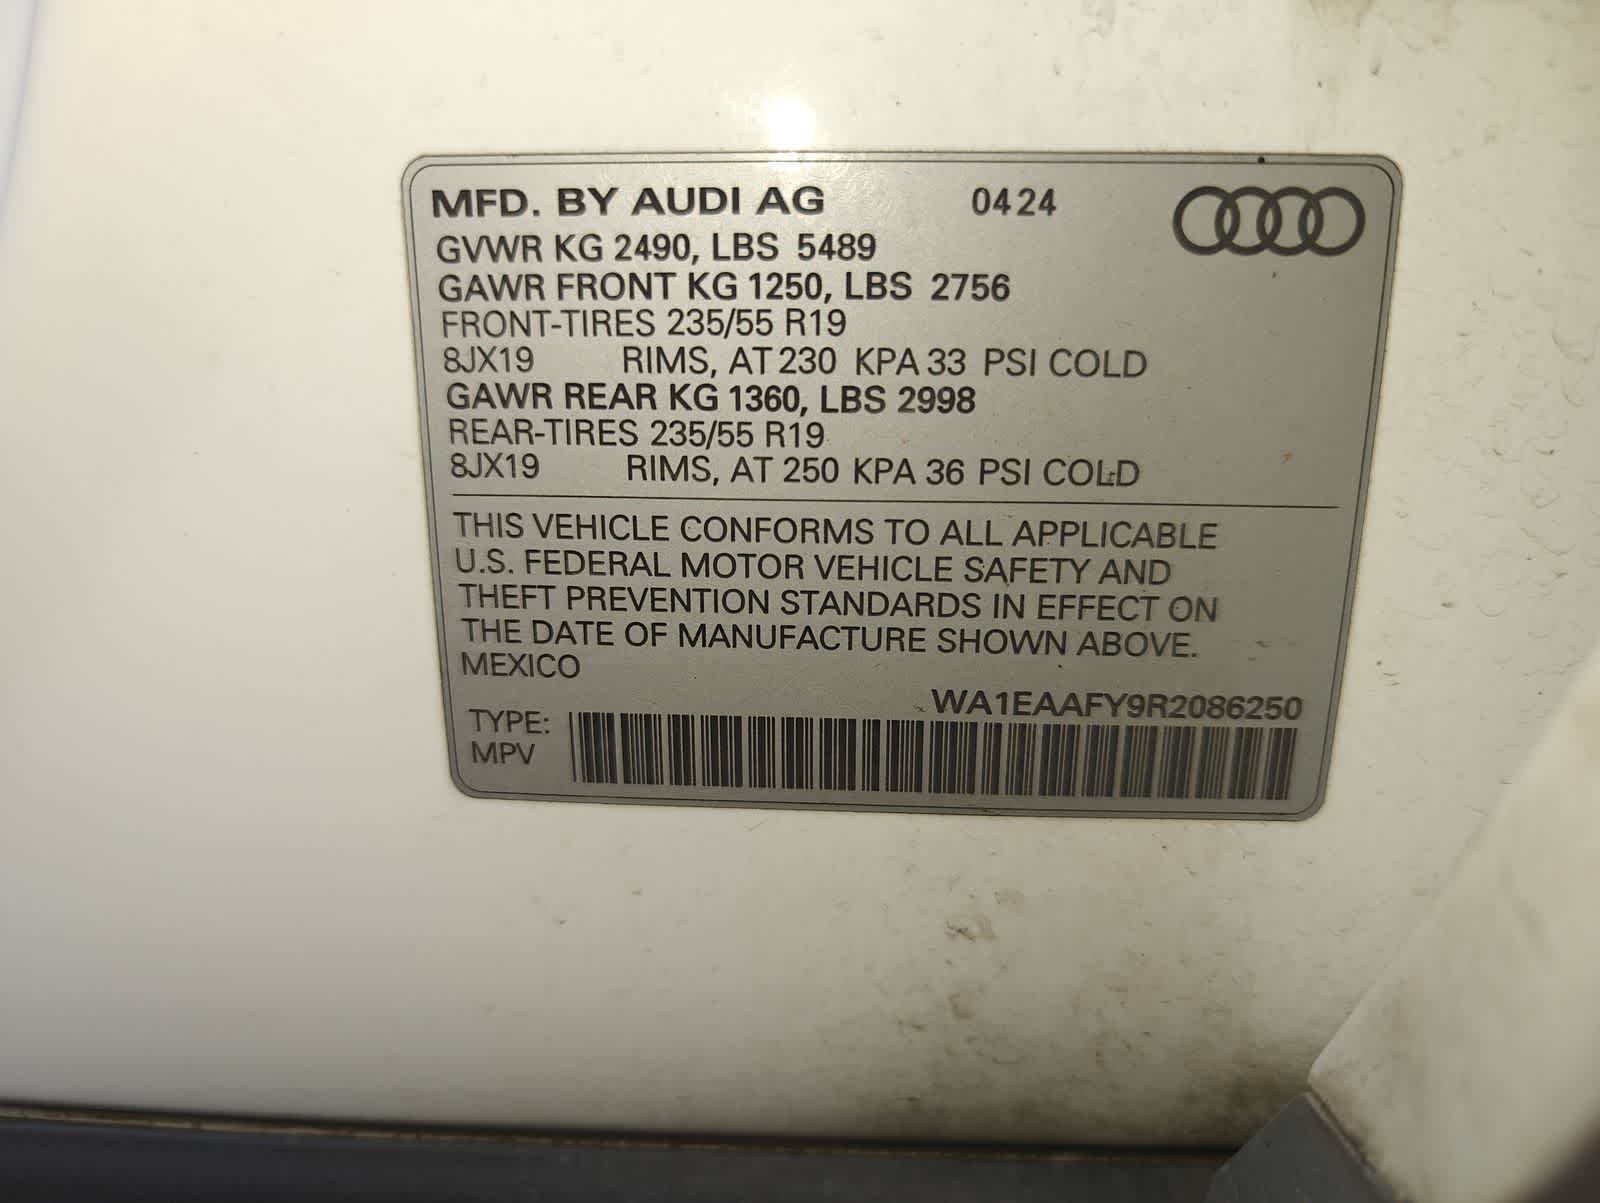 MFD. BY AUDI AG 0424
GVWR KG 2490, LBS 5489
GAWR FRONT KG 1250, LBS 2756
FRONT-TIRES 235/55 R19
8JX19 RIMS, AT 230 KPA 33 PSI COLD
GAWR REAR KG 1360, LBS 2998
REAR-TIRES 235/55 R19
8JX19 RIMS, AT 250 KPA 36 PSI COLD
THIS VEHICLE CONFORMS TO ALL APPLICABLE
U.S. FEDERAL MOTOR VEHICLE SAFETY AND
THEFT PREVENTION STANDARDS IN EFFECT ON
THE DATE OF MANUFACTURE SHOWN ABOVE.
MEXICO
WA1EAAFY9R2086250
TYPE:
MPV